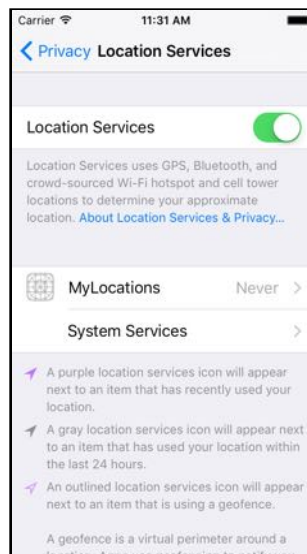 Carrier 11:31 AM
Privacy Location Services
Location Services
Location Services uses GPS, Bluetooth, and
crowd-sourced Wi-Fi hotspot and cell tower
locations to determine your approximate
location. About Location Services & Privacy...
MyLocations Never
System Services
A purple location services icon will appear
next to an item that has recently used your
location.
A gray location services icon will appear next
to an item that has used your location within
the last 24 hours.
An outlined location services icon will appear
next to an item that is using a geofence.
A geofence is a virtual perimeter around a